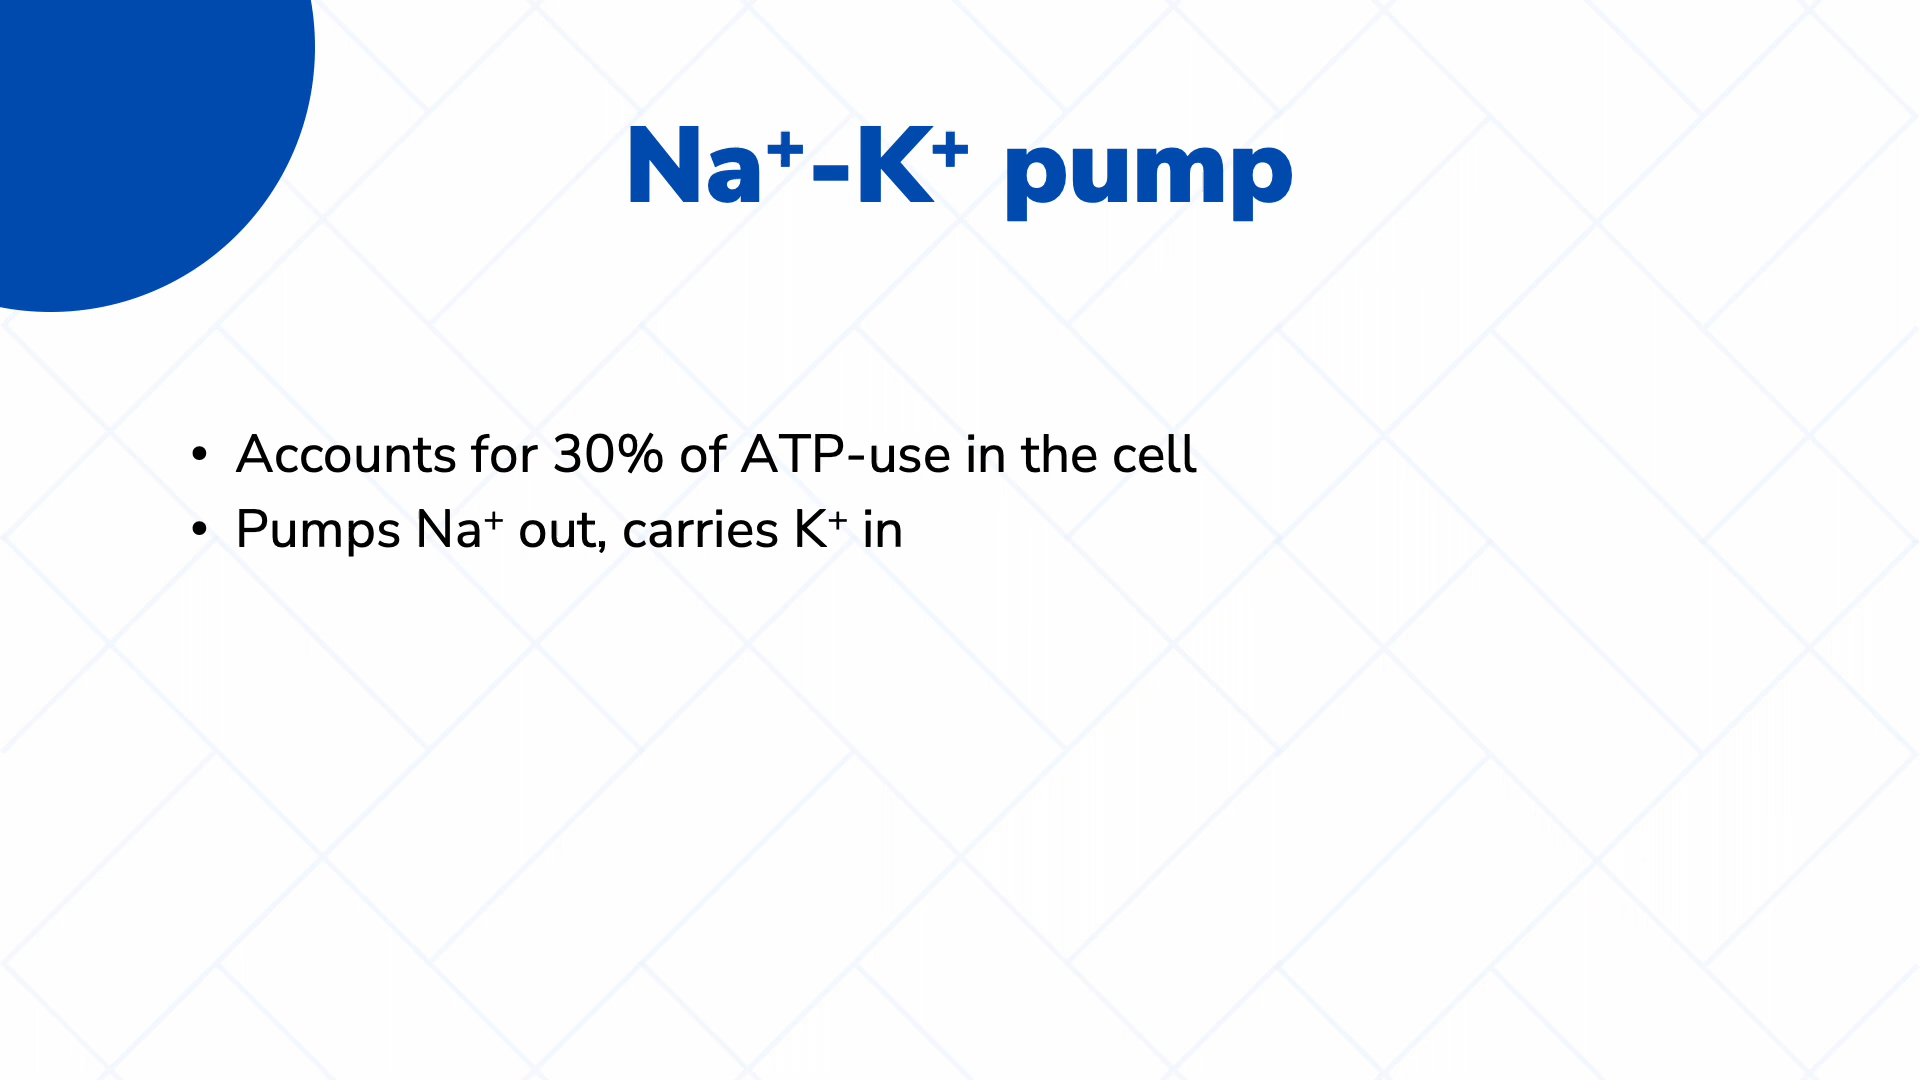 Na⁺-K⁺ pump
• Accounts for 30% of ATP-use in the cell
• Pumps Na⁺ out, carries K⁺ in